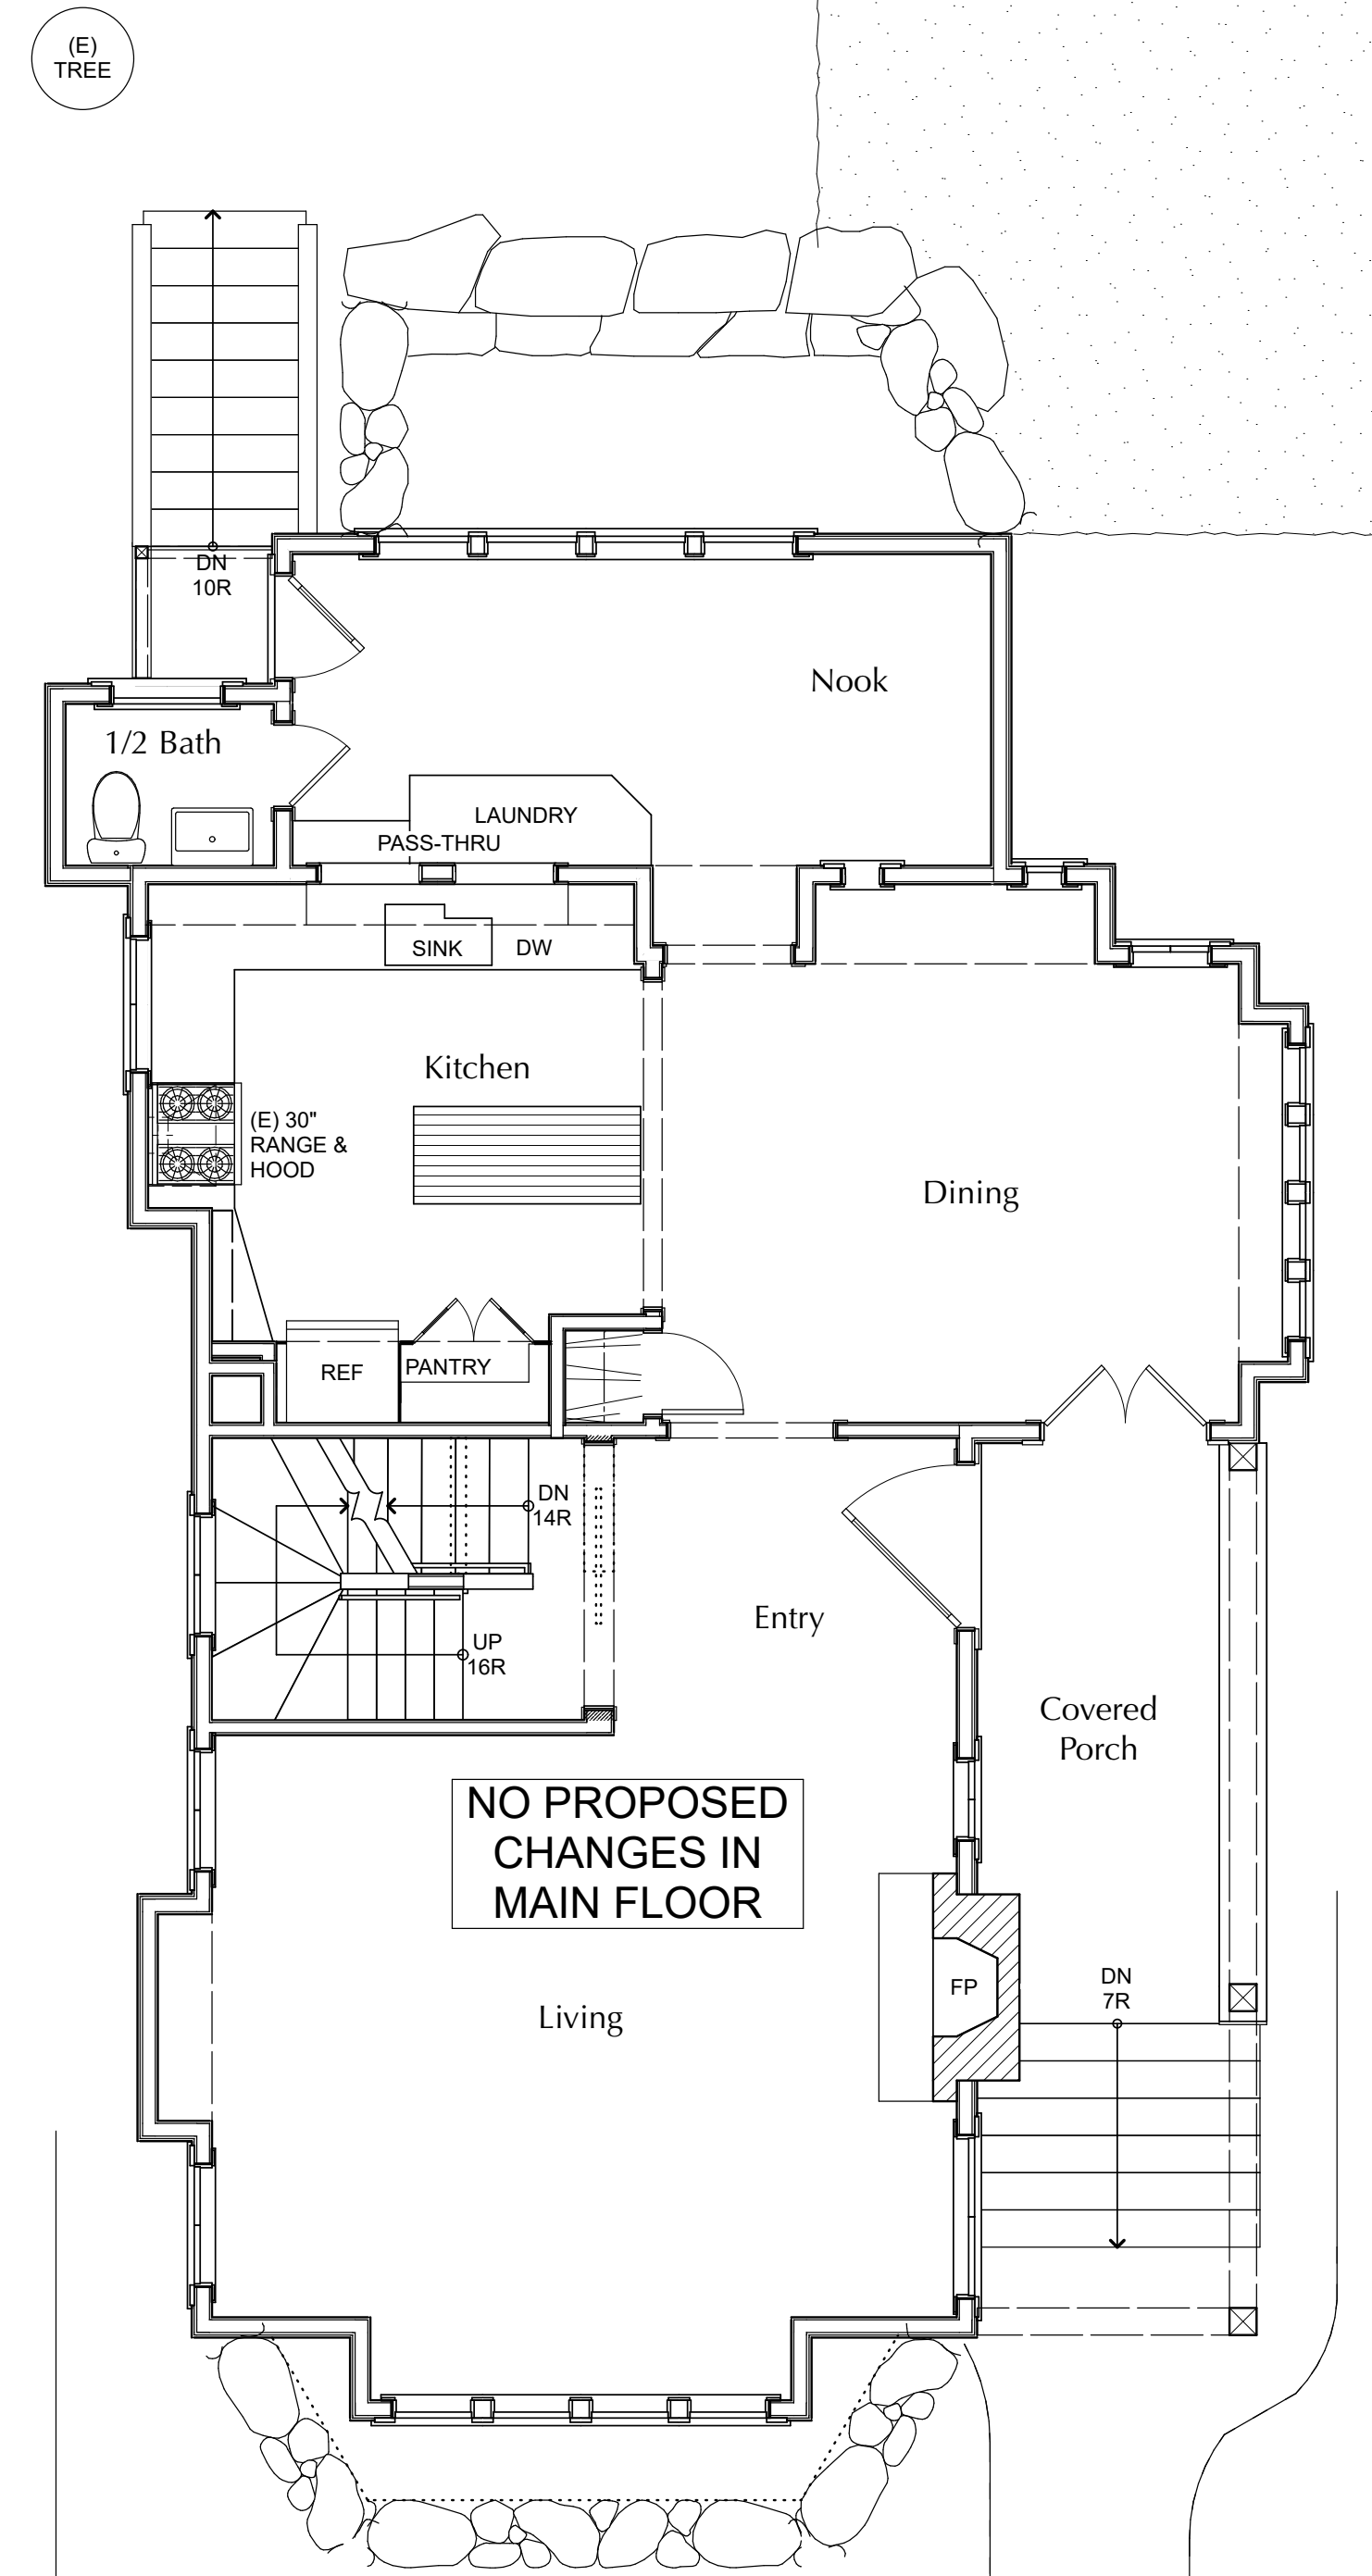 (E)
TREE
DN
10R
Nook
1/2 Bath
LAUNDRY
PASS-THRU
SINK
DW
Kitchen
(E) 30"
RANGE &
HOOD
Dining
REF
PANTRY
DN
14R
UP
16R
Entry
Covered
Porch
NO PROPOSED
CHANGES IN
MAIN FLOOR
FP
DN
7R
Living